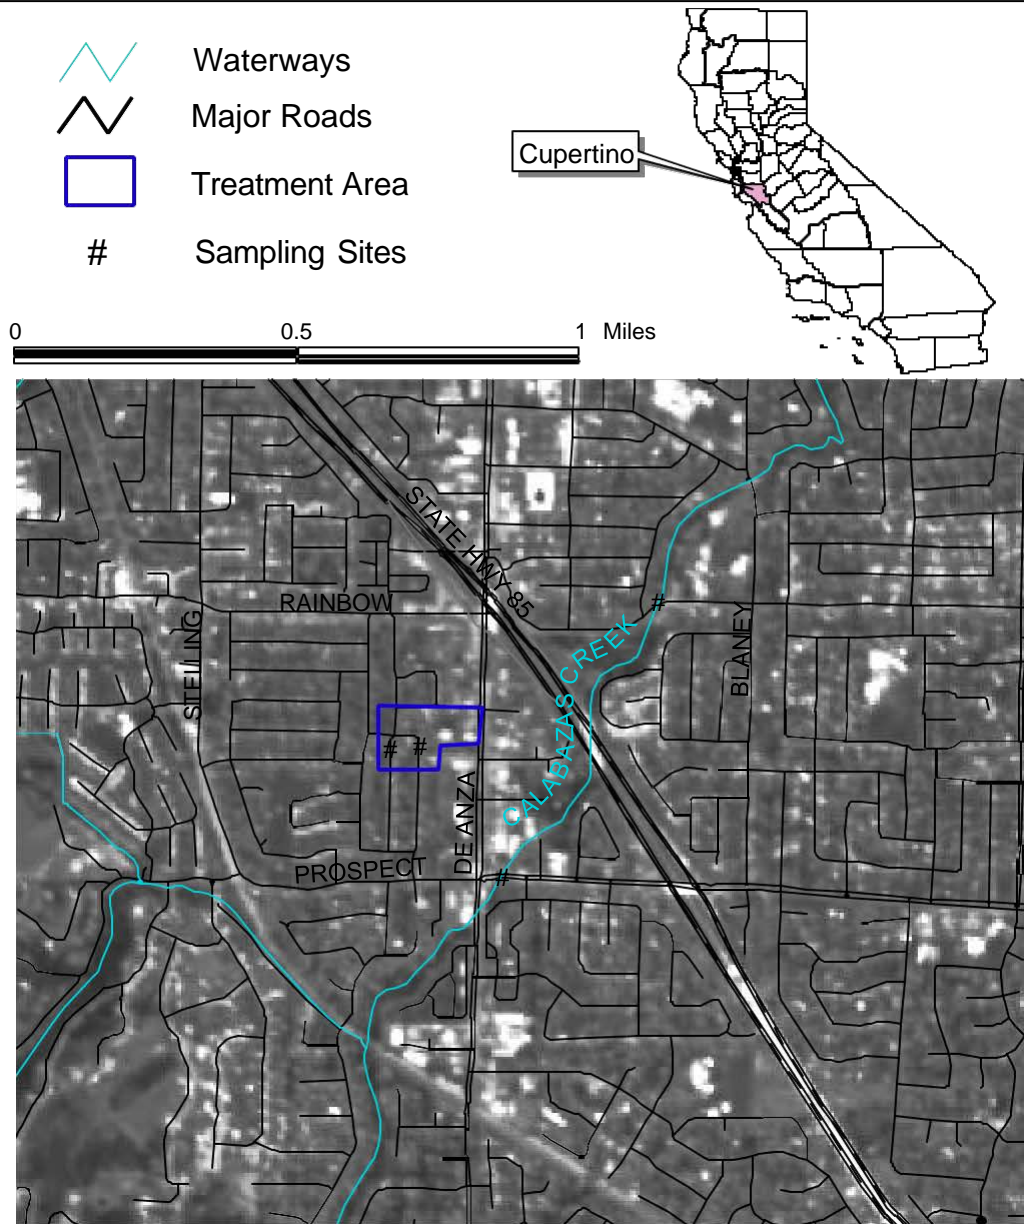 Waterways
Major Roads
Treatment Area
# Sampling Sites
Cupertino
0 0.5 1 Miles
STATE HWY 85
RAINBOW
STELLING
CALABAZAS CREEK
#
BLANEY
# #
DE ANZA
PROSPECT
#